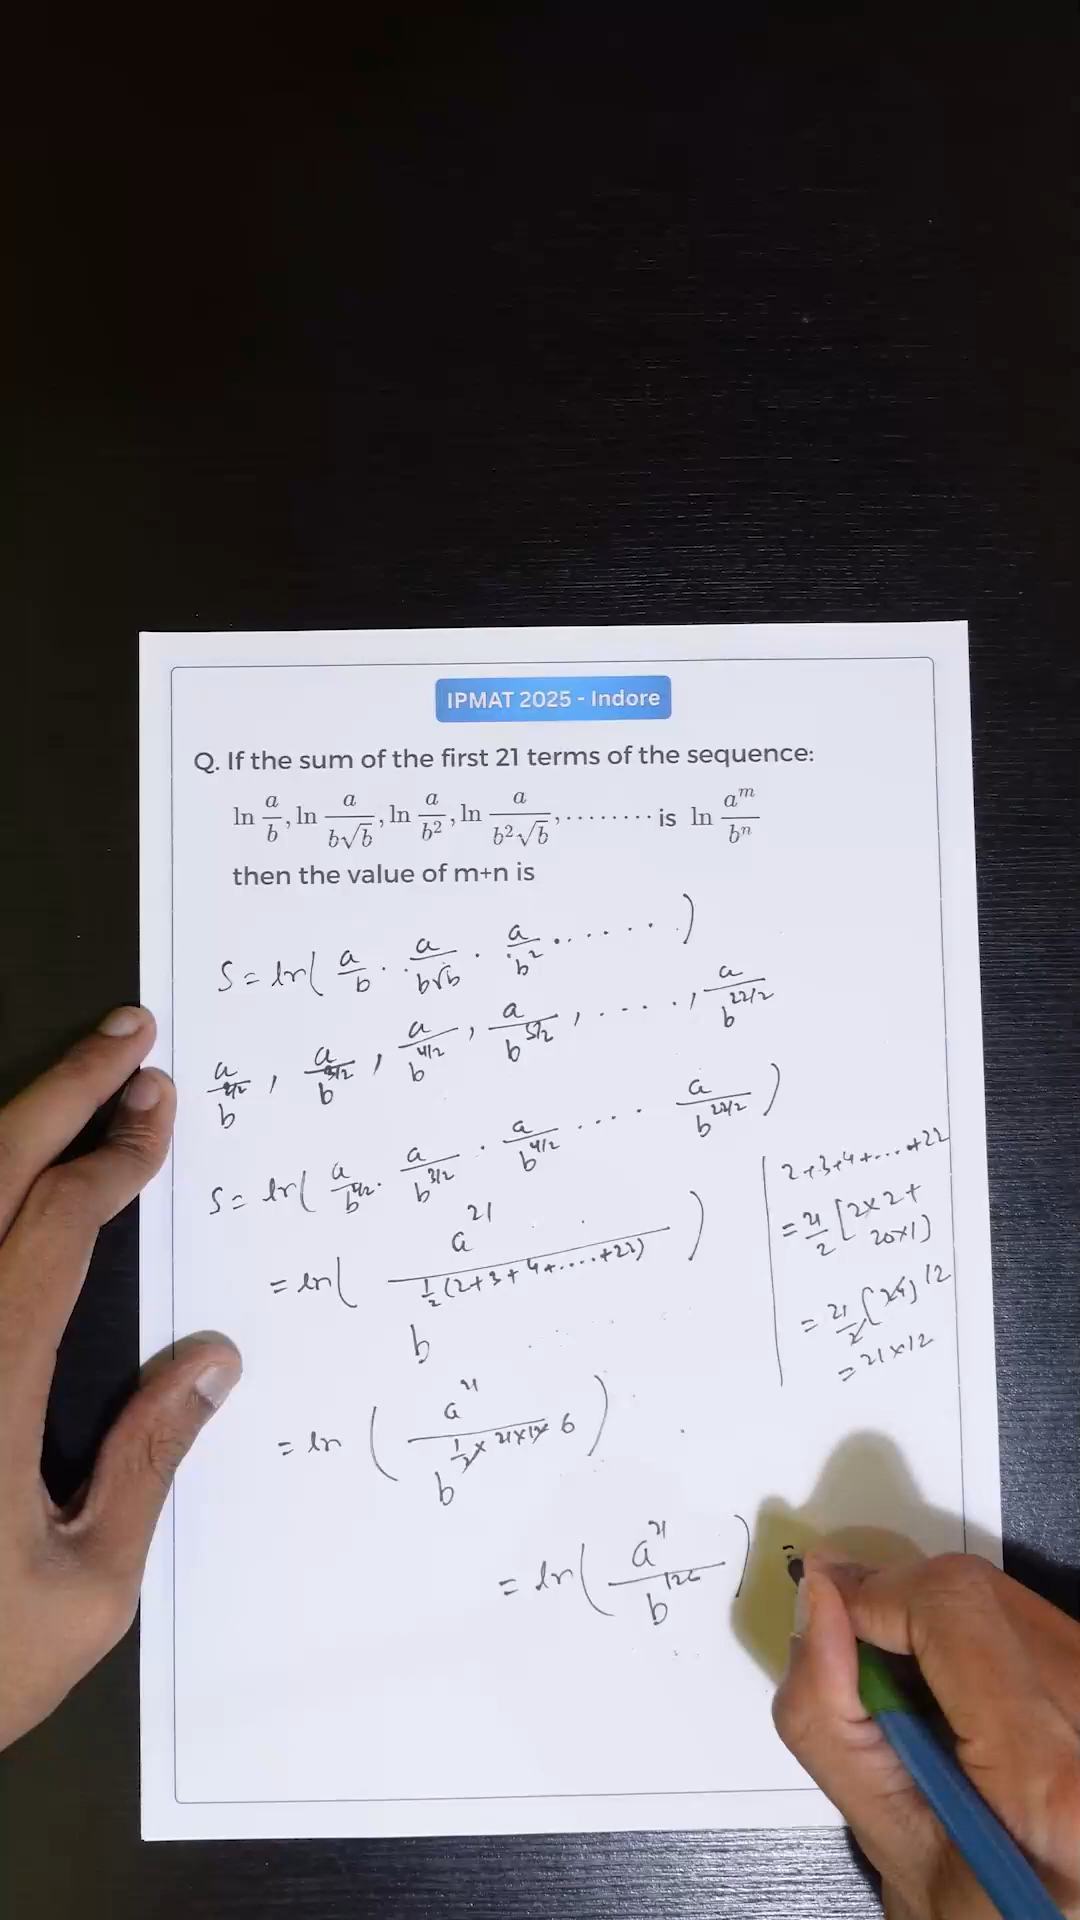 IPMAT 2025 - Indore
Q. If the sum of the first 21 terms of the sequence:
ln a/b, ln a/(b√b), ln a/b², ln a/(b²√b), ········· is ln aᵐ/bⁿ
then the value of m+n is
S = ln( a/b · a/(b√b) · a/b² ······ )
a/b^(2/2) , a/b^(3/2) , a/b^(4/2) , a/b^(5/2) , ····· , a/b^(22/2)
S = ln( a/b^(2/2) · a/b^(3/2) · a/b^(4/2) ···· a/b^(22/2) )
= ln( a^21 / b^(1/2 (2+3+4+.....+22)) )
= ln ( a^21 / b^(1/2 × 21×12 6) )
= ln( a^21 / b^126 )
2+3+4+.....+22
= 21/2 [2×2+
20×1)
= 21/2 [24] 12
= 21×12